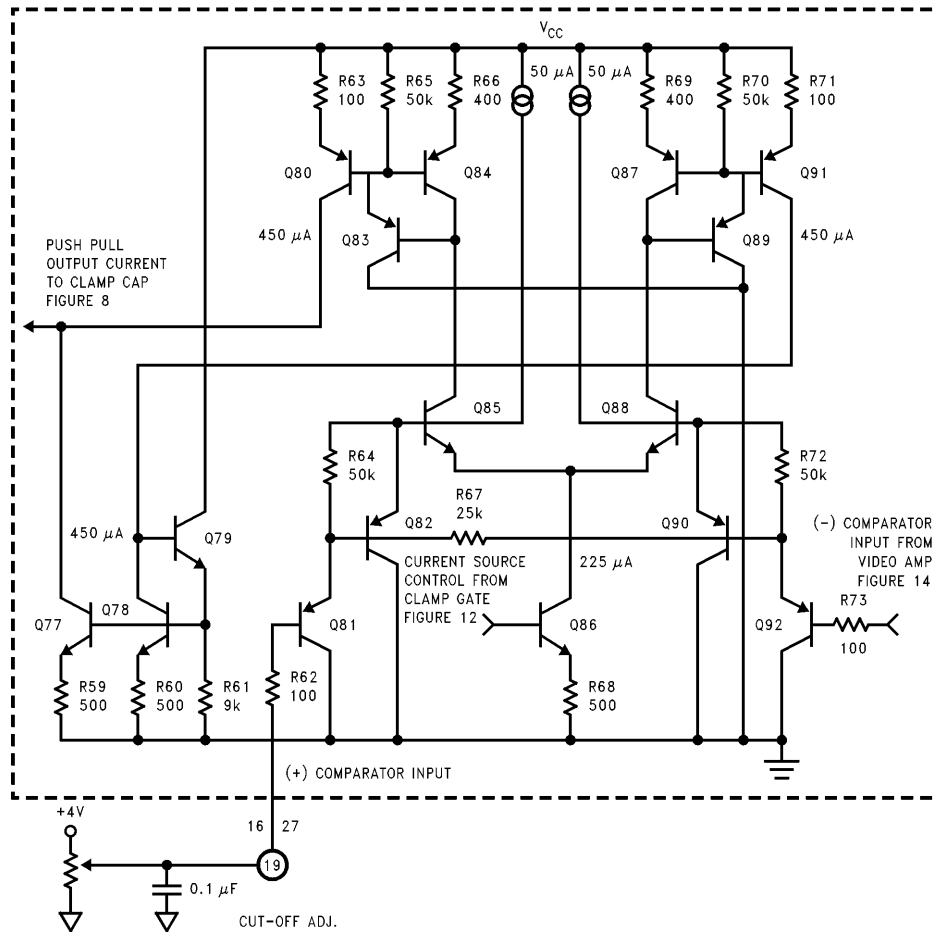 V_CC
50 µA 50 µA
R63
100
R65
50k
R66
400
R69
400
R70
50k
R71
100
Q80
Q84
Q87
Q91
450 µA
Q83
Q89
450 µA
PUSH PULL
OUTPUT CURRENT
TO CLAMP CAP
FIGURE 8
Q85
Q88
R64
50k
R72
50k
R67
25k
Q82
Q90
(-) COMPARATOR
INPUT FROM
VIDEO AMP
FIGURE 14
450 µA
Q79
CURRENT SOURCE
CONTROL FROM
CLAMP GATE
FIGURE 12
225 µA
Q77
Q78
Q81
Q86
Q92
R73
100
R59
500
R60
500
R61
9k
R62
100
R68
500
(+) COMPARATOR INPUT
+4V
16 27
19
0.1 µF
CUT-OFF ADJ.